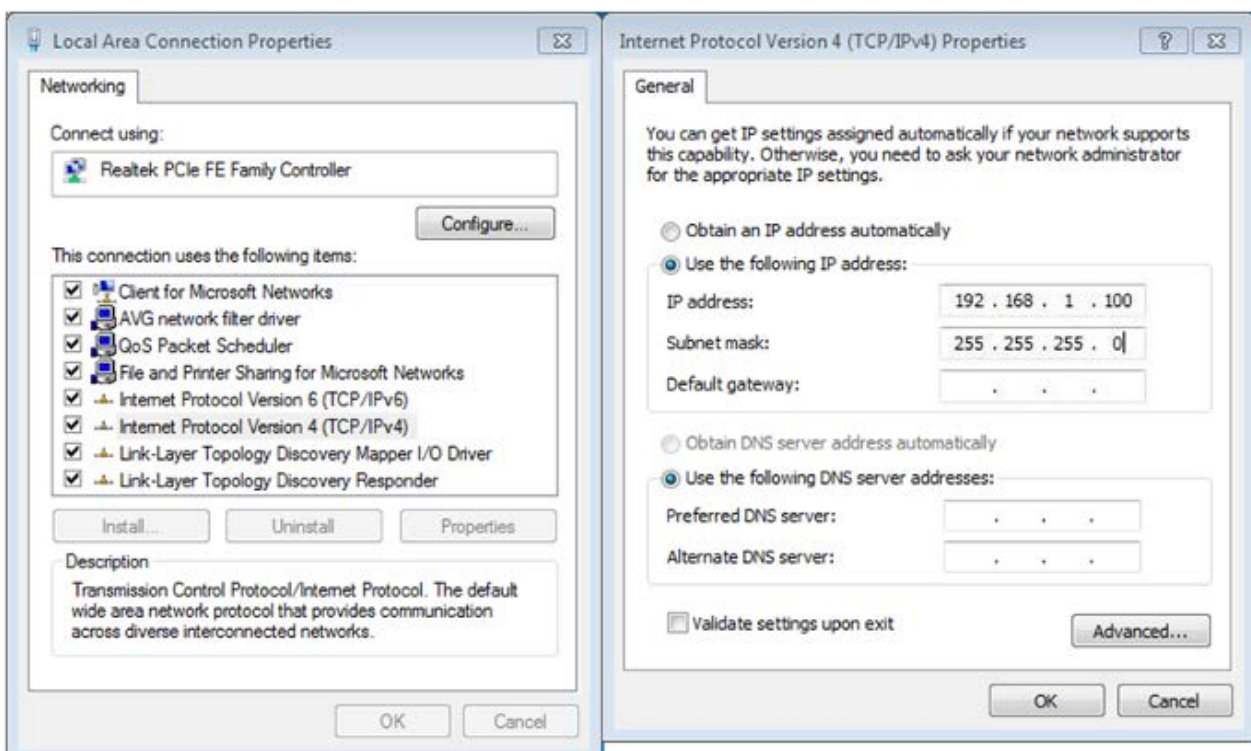 Local Area Connection Properties
Networking
Connect using:
Realtek PCIe FE Family Controller
Configure...
This connection uses the following items:
Client for Microsoft Networks
AVG network filter driver
QoS Packet Scheduler
File and Printer Sharing for Microsoft Networks
Internet Protocol Version 6 (TCP/IPv6)
Internet Protocol Version 4 (TCP/IPv4)
Link-Layer Topology Discovery Mapper I/O Driver
Link-Layer Topology Discovery Responder
Install...
Uninstall
Properties
Description
Transmission Control Protocol/Internet Protocol. The default
wide area network protocol that provides communication
across diverse interconnected networks.
OK
Cancel
Internet Protocol Version 4 (TCP/IPv4) Properties
General
You can get IP settings assigned automatically if your network supports
this capability. Otherwise, you need to ask your network administrator
for the appropriate IP settings.
Obtain an IP address automatically
Use the following IP address:
IP address: 192 . 168 . 1 . 100
Subnet mask: 255 . 255 . 255 . 0
Default gateway: . . .
Obtain DNS server address automatically
Use the following DNS server addresses:
Preferred DNS server: . . .
Alternate DNS server: . . .
Validate settings upon exit
Advanced...
OK
Cancel